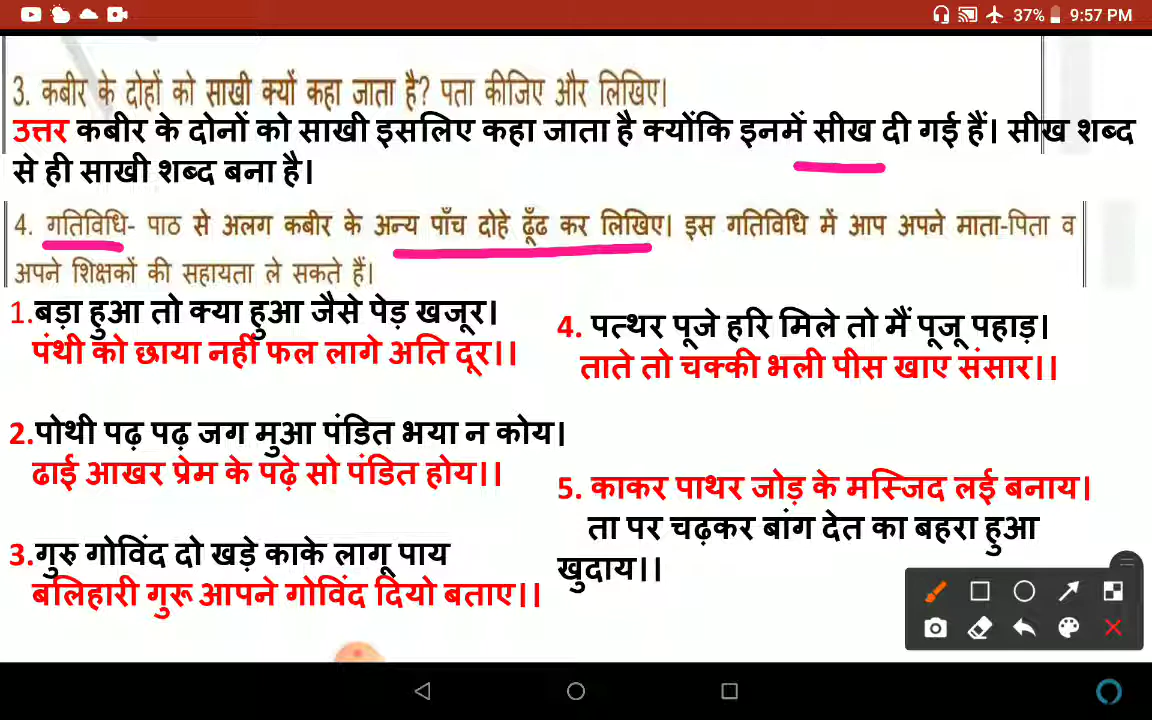 37% 9:57 PM
3. कबीर के दोहों को साखी क्यों कहा जाता है? पता कीजिए और लिखिए।
उत्तर कबीर के दोनों को साखी इसलिए कहा जाता है क्योंकि इनमें सीख दी गई हैं। सीख शब्द
से ही साखी शब्द बना है।
4. गतिविधि- पाठ से अलग कबीर के अन्य पाँच दोहे ढूँढ कर लिखिए। इस गतिविधि में आप अपने माता-पिता व
अपने शिक्षकों की सहायता ले सकते हैं।
1.बड़ा हुआ तो क्या हुआ जैसे पेड़ खजूर।
पंथी को छाया नहीं फल लागे अति दूर।।
2.पोथी पढ़ पढ़ जग मुआ पंडित भया न कोय।
ढाई आखर प्रेम के पढ़े सो पंडित होय।।
3.गुरु गोविंद दो खड़े काके लागू पाय
बलिहारी गुरू आपने गोविंद दियो बताए।।
4. पत्थर पूजे हरि मिले तो मैं पूजू पहाड़।
ताते तो चक्की भली पीस खाए संसार।।
5. काकर पाथर जोड़ के मस्जिद लई बनाय।
ता पर चढ़कर बांग देत का बहरा हुआ
खुदाय।।